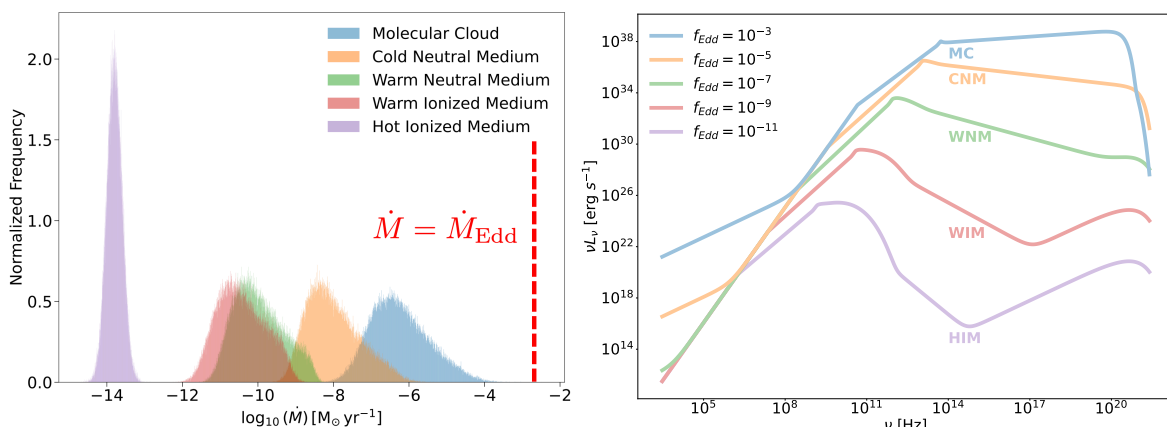 Normalized Frequency
2.0
1.5
1.0
0.5
0.0
−14
−12
−10
−8
−6
−4
−2
log₁₀ (Ṁ) [M⊙ yr⁻¹]
Molecular Cloud
Cold Neutral Medium
Warm Neutral Medium
Warm Ionized Medium
Hot Ionized Medium
Ṁ = Ṁ_Edd
νL_ν [erg s⁻¹]
10³⁸
10³⁴
10³⁰
10²⁶
10²²
10¹⁸
10¹⁴
f_Edd = 10⁻³
f_Edd = 10⁻⁵
f_Edd = 10⁻⁷
f_Edd = 10⁻⁹
f_Edd = 10⁻¹¹
MC
CNM
WNM
WIM
HIM
10⁵
10⁸
10¹¹
10¹⁴
10¹⁷
10²⁰
ν [Hz]